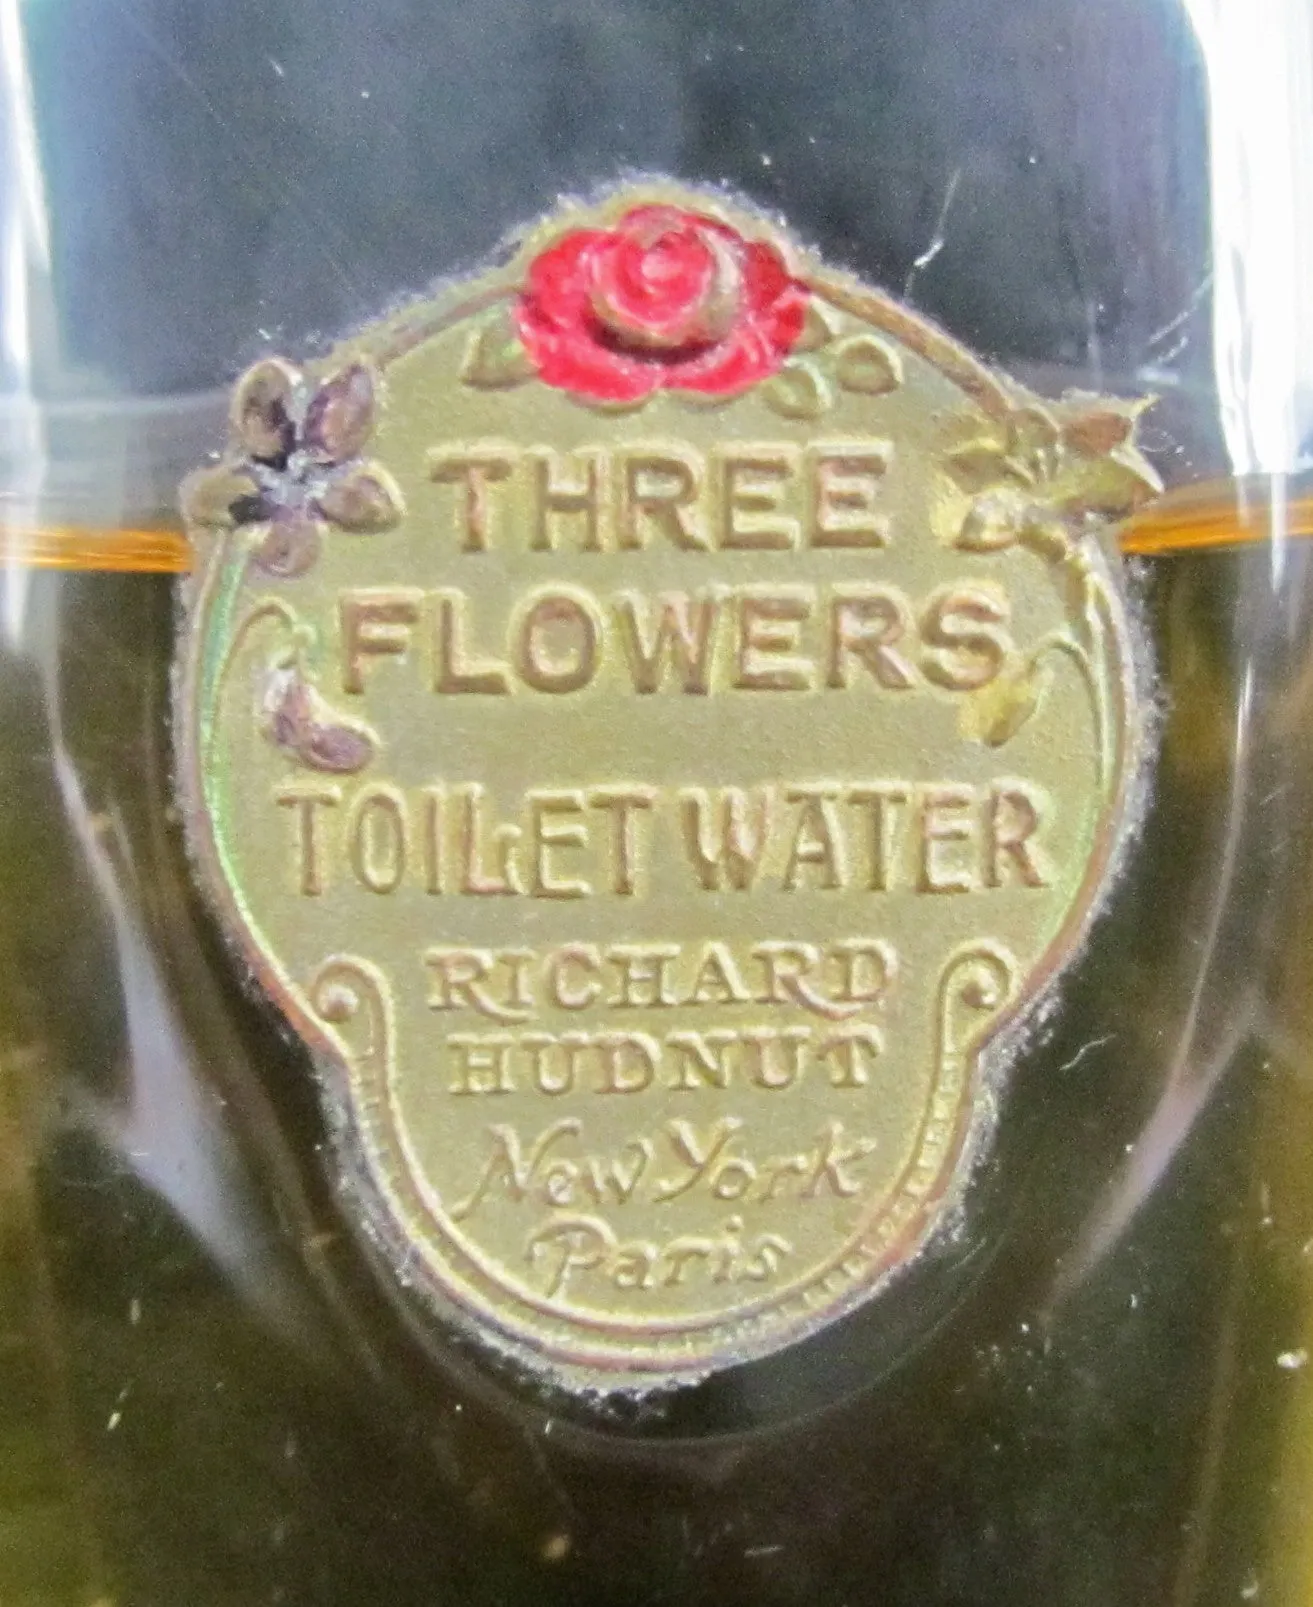 THREE
FLOWERS
TOILET WATER
RICHARD
HUDNUT
New York
Paris